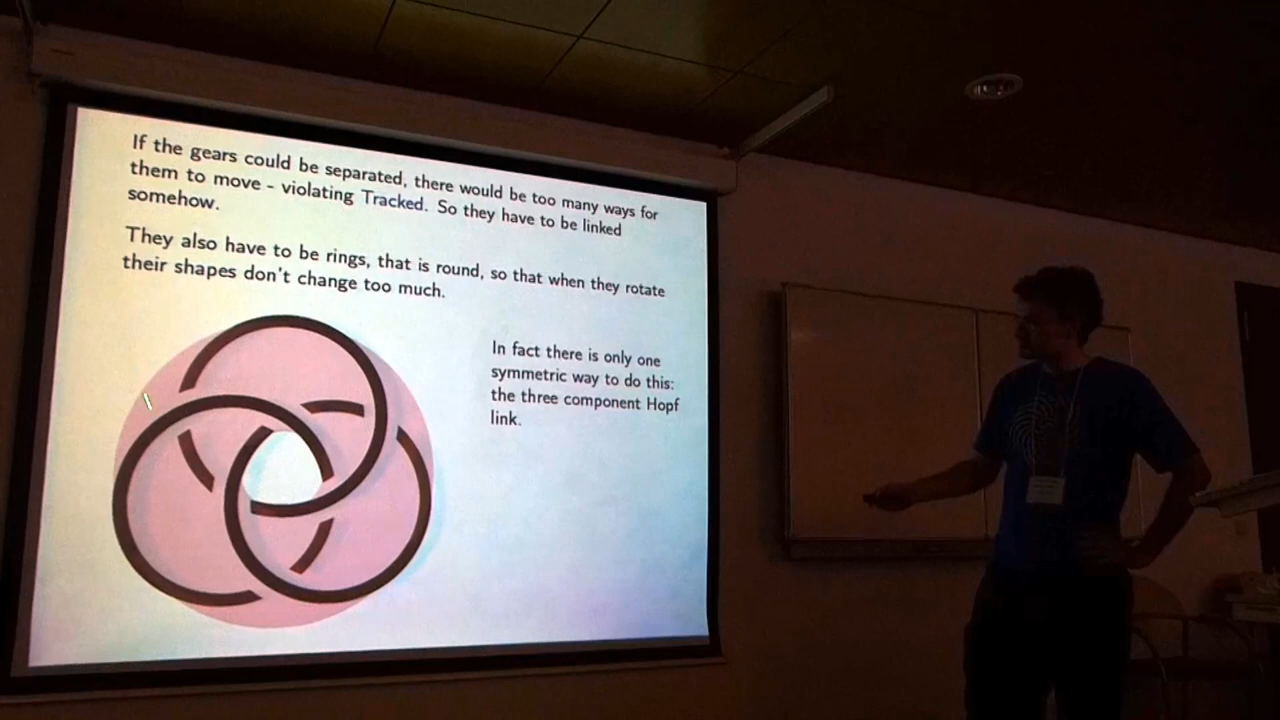 If the gears could be separated, there would be too many ways for
them to move - violating Tracked. So they have to be linked
somehow.
They also have to be rings, that is round, so that when they rotate
their shapes don't change too much.
In fact there is only one
symmetric way to do this:
the three component Hopf
link.